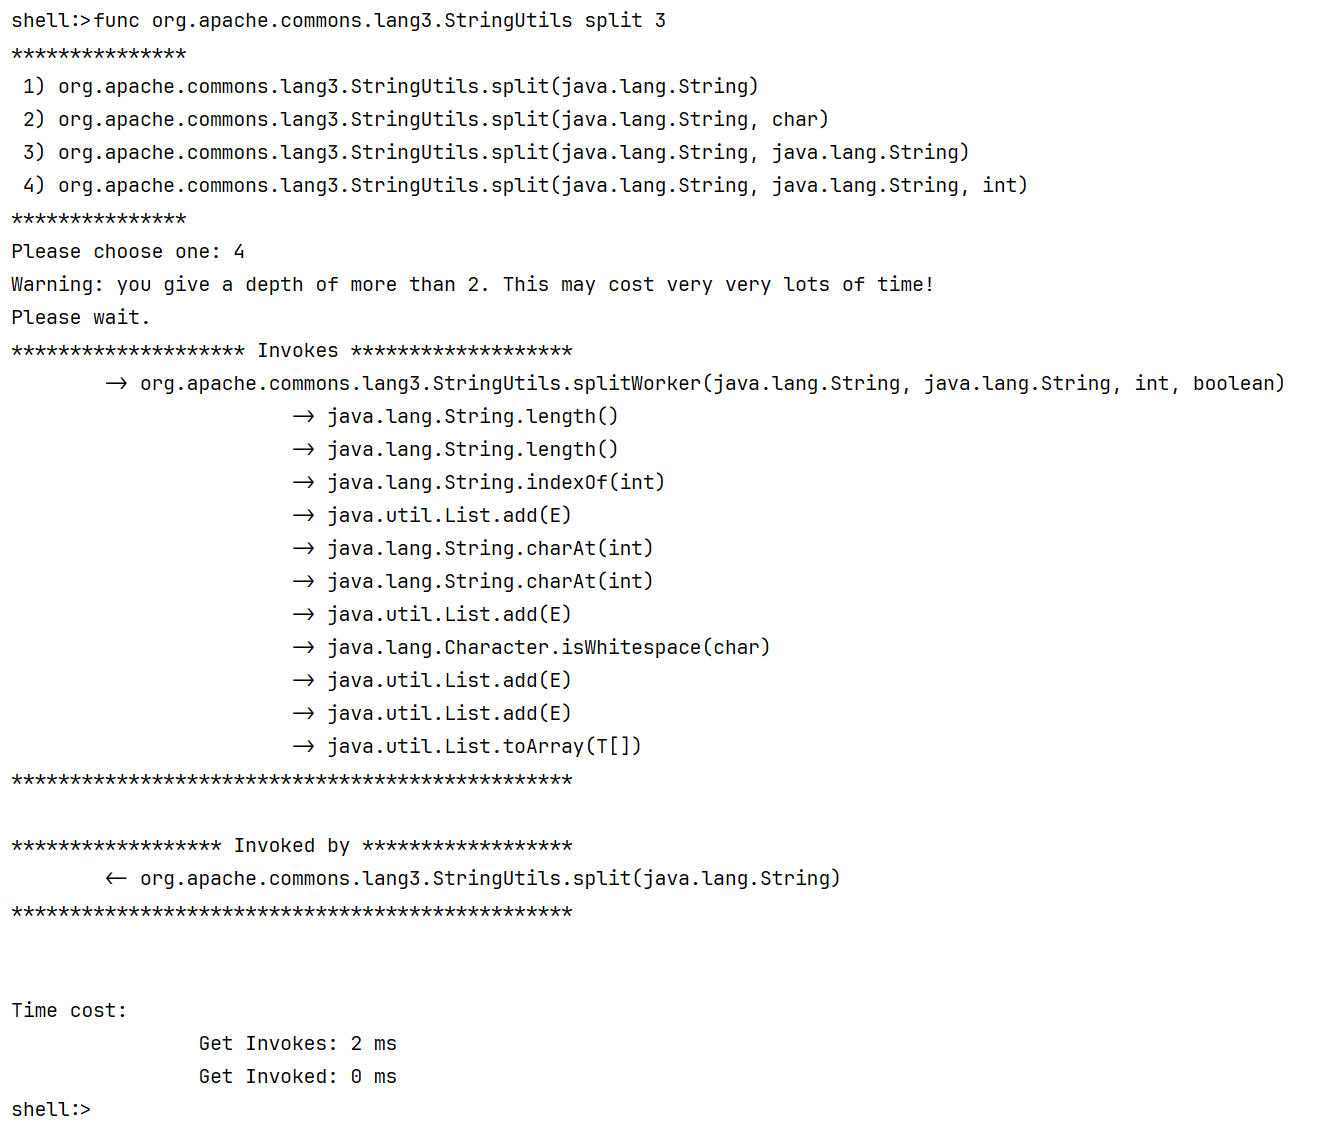 shell:>func org.apache.commons.lang3.StringUtils split 3
***************
 1) org.apache.commons.lang3.StringUtils.split(java.lang.String)
 2) org.apache.commons.lang3.StringUtils.split(java.lang.String, char)
 3) org.apache.commons.lang3.StringUtils.split(java.lang.String, java.lang.String)
 4) org.apache.commons.lang3.StringUtils.split(java.lang.String, java.lang.String, int)
***************
Please choose one: 4
Warning: you give a depth of more than 2. This may cost very very lots of time!
Please wait.
******************** Invokes *******************
        -> org.apache.commons.lang3.StringUtils.splitWorker(java.lang.String, java.lang.String, int, boolean)
                        -> java.lang.String.length()
                        -> java.lang.String.length()
                        -> java.lang.String.indexOf(int)
                        -> java.util.List.add(E)
                        -> java.lang.String.charAt(int)
                        -> java.lang.String.charAt(int)
                        -> java.util.List.add(E)
                        -> java.lang.Character.isWhitespace(char)
                        -> java.util.List.add(E)
                        -> java.util.List.add(E)
                        -> java.util.List.toArray(T[])
************************************************
****************** Invoked by ******************
        <- org.apache.commons.lang3.StringUtils.split(java.lang.String)
************************************************
Time cost:
                Get Invokes: 2 ms
                Get Invoked: 0 ms
shell:>